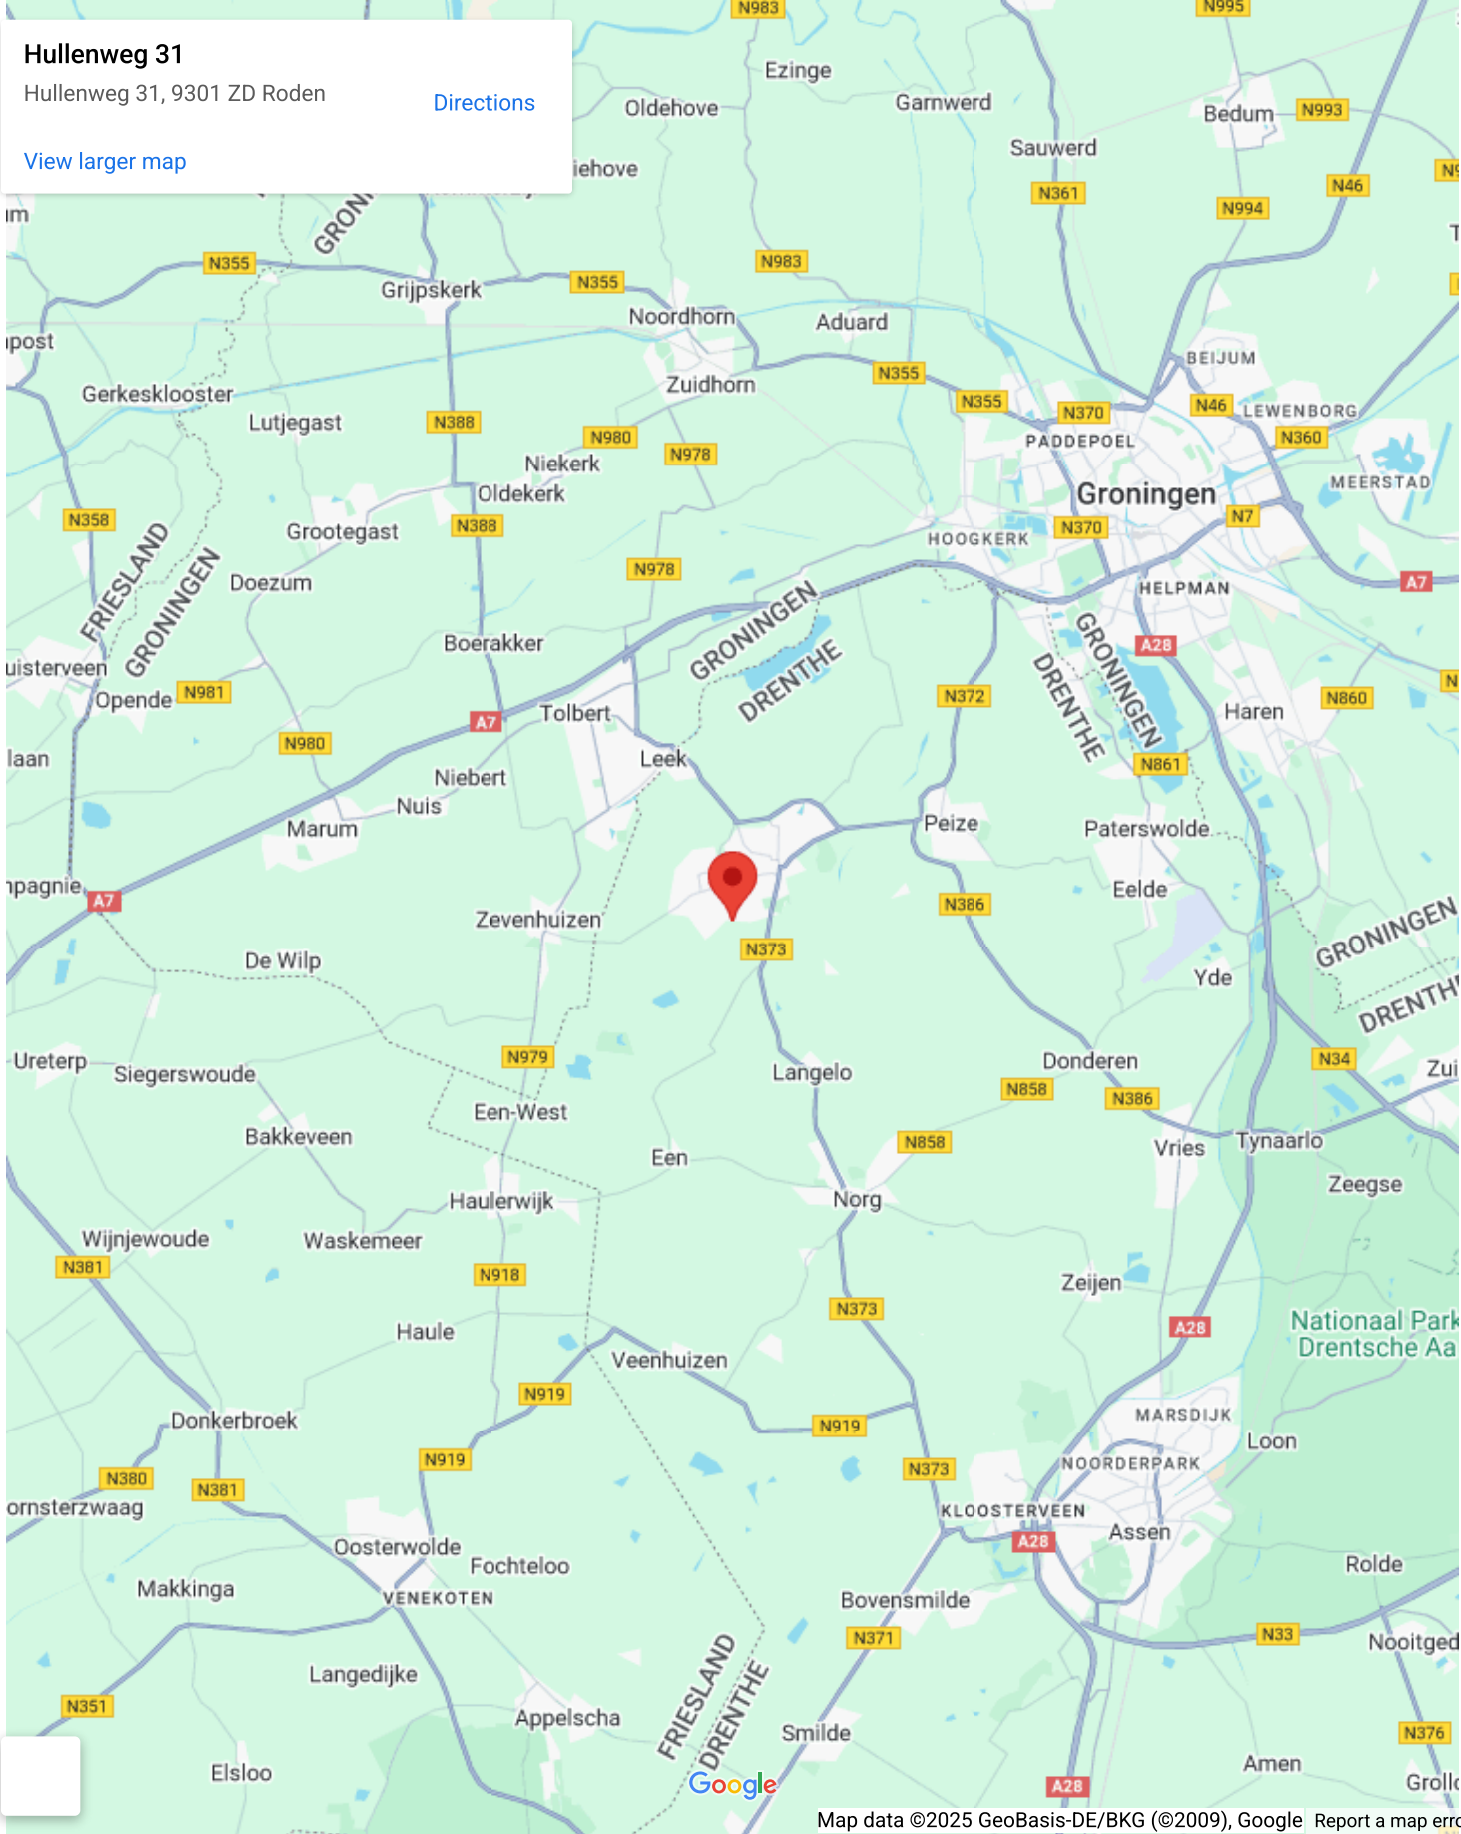 Hullenweg 31
Hullenweg 31, 9301 ZD Roden
Directions
View larger map
N983
N995
Ezinge
Oldehove
Garnwerd
Bedum
N993
Sauwerd
N361
N46
N994
N355
N983
Grijpskerk
N355
Noordhorn
Aduard
BEIJUM
Zuidhorn
N355
N355
N370
N46
LEWENBORG
N360
Gerkesklooster
Lutjegast
N388
N980
N978
PADDEPOEL
MEERSTAD
Niekerk
Oldekerk
Groningen
N358
Grootegast
N388
HOOGKERK
N370
N7
FRIESLAND
GRONINGEN
Doezum
N978
A7
HELPMAN
GRONINGEN
DRENTHE
Boerakker
A28
GRONINGEN
DRENTHE
Opende
N981
N372
N860
Haren
Tolbert
A7
N980
Leek
N861
Niebert
Nuis
Marum
Peize
Paterswolde
Eelde
A7
N386
Zevenhuizen
N373
De Wilp
Yde
GRONINGEN
DRENTHE
Ureterp
Siegerswoude
N979
Langelo
Donderen
N34
N858
N386
Een-West
Bakkeveen
N858
Een
Vries
Tynaarlo
Zeegse
Haulerwijk
Norg
Wijnjewoude
Waskemeer
N381
N918
Zeijen
N373
A28
Nationaal Park
Drentsche Aa
Haule
Veenhuizen
N919
Donkerbroek
N919
MARSDIJK
Loon
N919
N380
N381
N373
NOORDERPARK
KLOOSTERVEEN
Assen
A28
Oosterwolde
Fochteloo
Rolde
Makkinga
VENEKOTEN
Bovensmilde
N371
N33
Langedijke
FRIESLAND
DRENTHE
N351
Appelscha
Smilde
N376
Elsloo
Amen
Google
A28
Map data ©2025 GeoBasis-DE/BKG (©2009), Google
Report a map erro